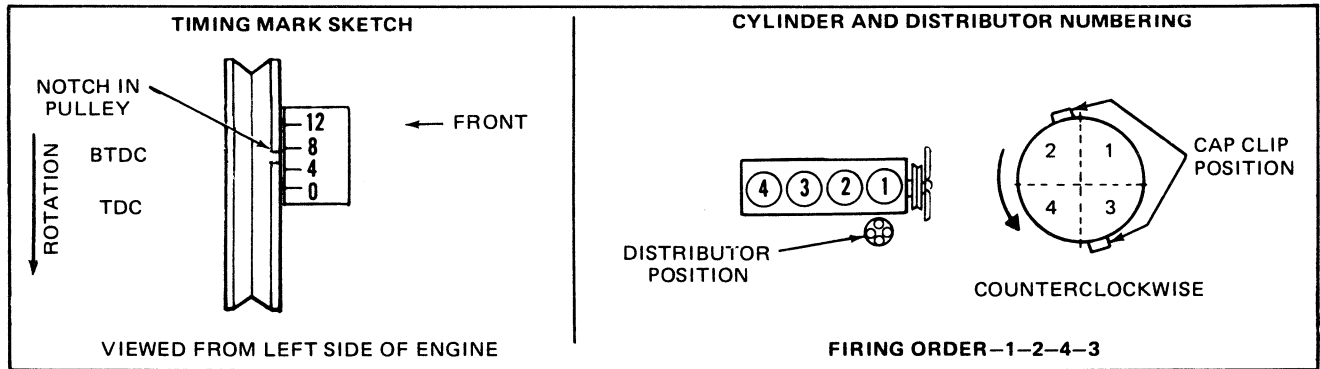 TIMING MARK SKETCH
NOTCH IN
PULLEY
ROTATION
BTDC
TDC
12
8
4
0
FRONT
VIEWED FROM LEFT SIDE OF ENGINE
CYLINDER AND DISTRIBUTOR NUMBERING
4 3 2 1
DISTRIBUTOR
POSITION
2 1
4 3
CAP CLIP
POSITION
COUNTERCLOCKWISE
FIRING ORDER–1–2–4–3